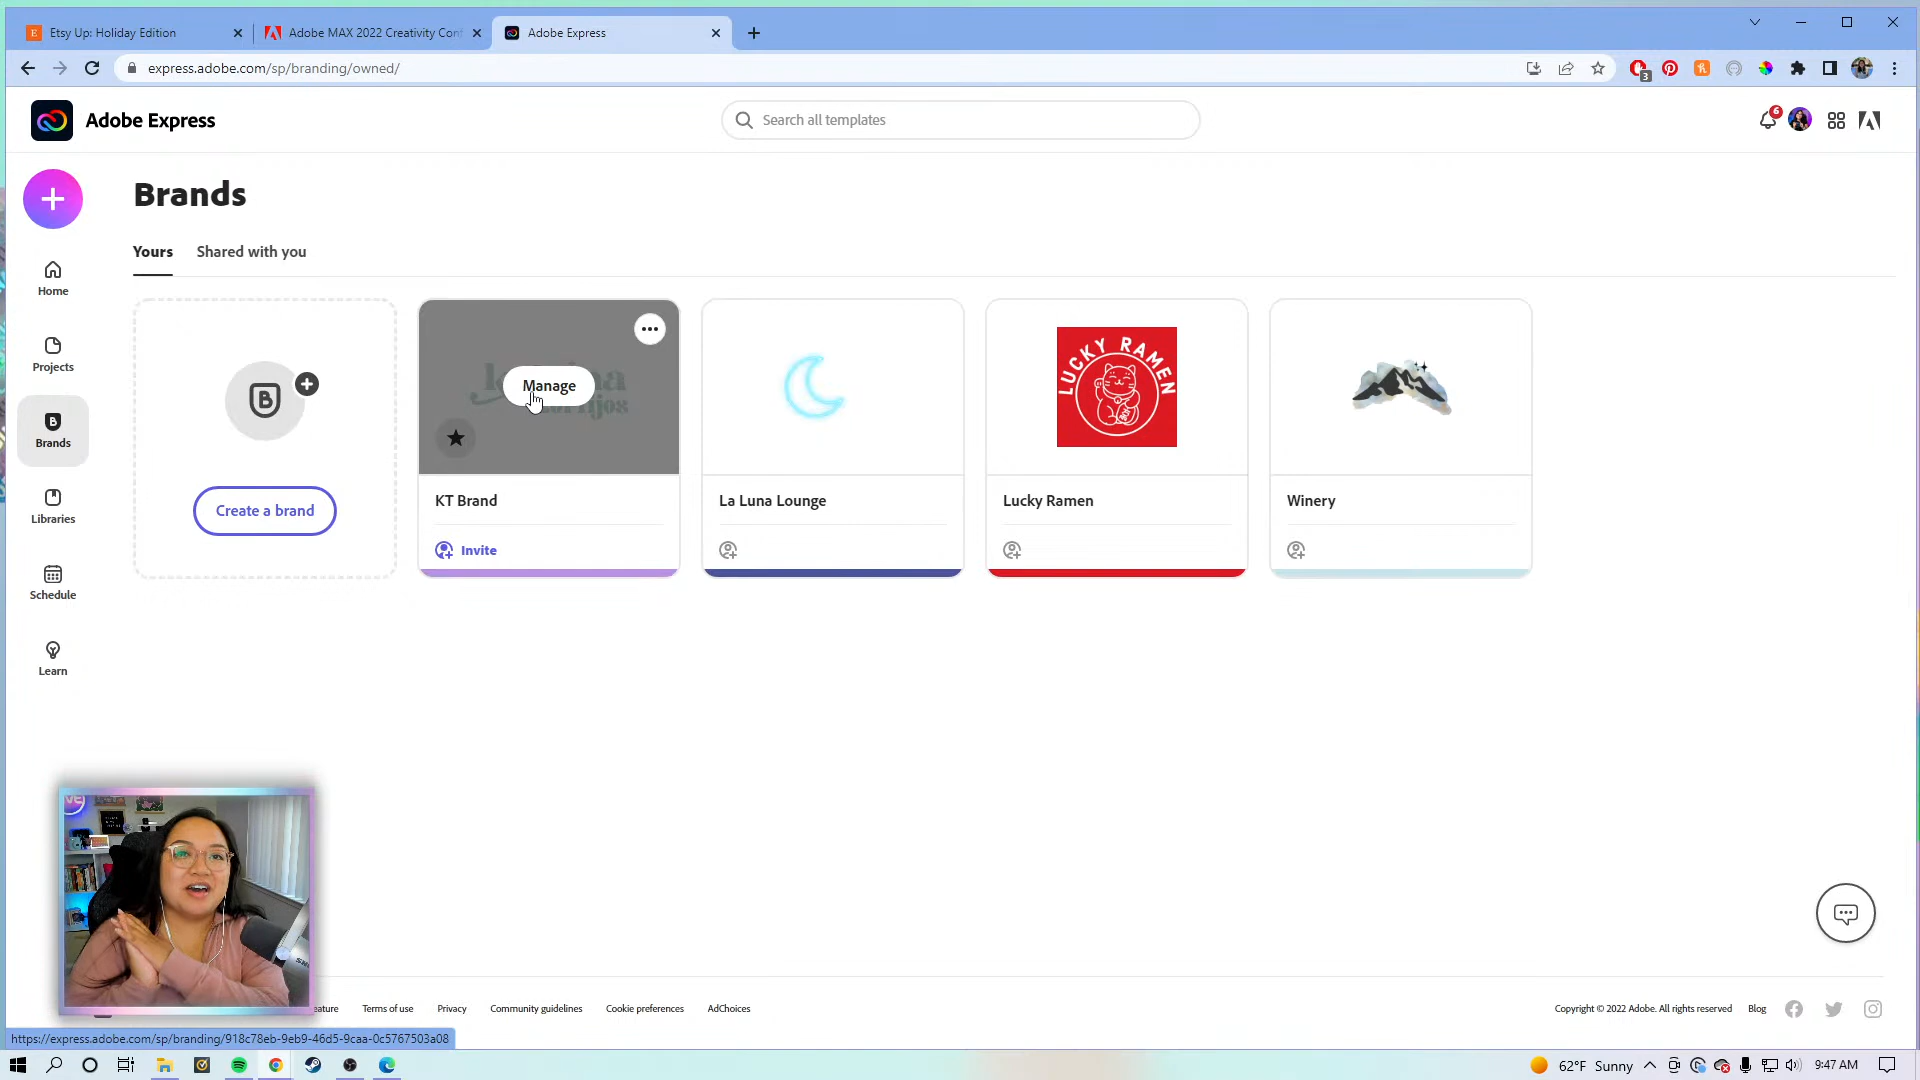 Etsy Up: Holiday Edition
Adobe MAX 2022 Creativity Con
Adobe Express
express.adobe.com/sp/branding/owned/
3
Adobe Express
Search all templates
6
Brands
Yours
Shared with you
Home
Projects
Brands
Libraries
Schedule
Learn
B
Create a brand
Manage
KT Brand
Invite
La Luna Lounge
LUCKY RAMEN
Lucky Ramen
Winery
eature
Terms of use
Privacy
Community guidelines
Cookie preferences
AdChoices
Copyright © 2022 Adobe. All rights reserved
Blog
https://express.adobe.com/sp/branding/918c78eb-9eb9-46d5-9caa-0c5767503a08
62°F Sunny
9:47 AM